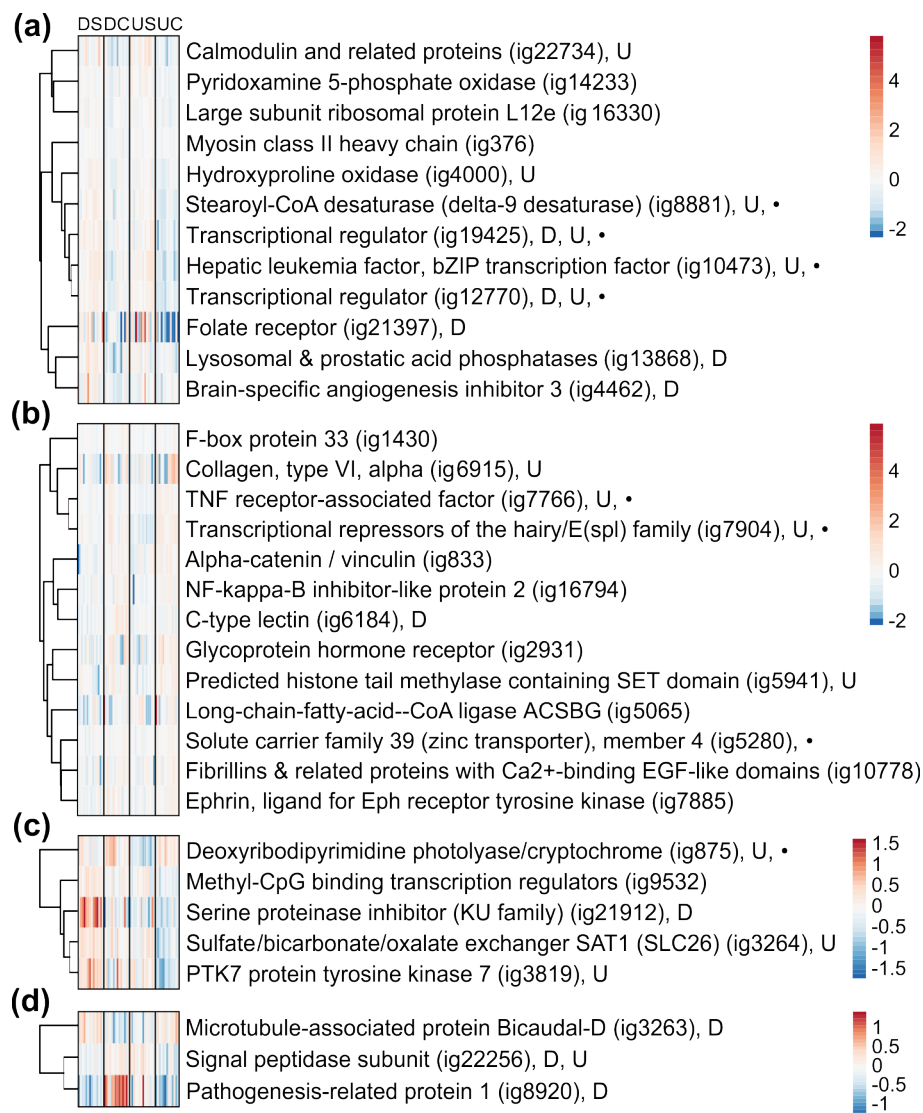 (a)
DS DC US UC
Calmodulin and related proteins (ig22734), U
Pyridoxamine 5-phosphate oxidase (ig14233)
Large subunit ribosomal protein L12e (ig16330)
Myosin class II heavy chain (ig376)
Hydroxyproline oxidase (ig4000), U
Stearoyl-CoA desaturase (delta-9 desaturase) (ig8881), U, •
Transcriptional regulator (ig19425), D, U, •
Hepatic leukemia factor, bZIP transcription factor (ig10473), U, •
Transcriptional regulator (ig12770), D, U, •
Folate receptor (ig21397), D
Lysosomal & prostatic acid phosphatases (ig13868), D
Brain-specific angiogenesis inhibitor 3 (ig4462), D
4
2
0
-2
(b)
F-box protein 33 (ig1430)
Collagen, type VI, alpha (ig6915), U
TNF receptor-associated factor (ig7766), U, •
Transcriptional repressors of the hairy/E(spl) family (ig7904), U, •
Alpha-catenin / vinculin (ig833)
NF-kappa-B inhibitor-like protein 2 (ig16794)
C-type lectin (ig6184), D
Glycoprotein hormone receptor (ig2931)
Predicted histone tail methylase containing SET domain (ig5941), U
Long-chain-fatty-acid--CoA ligase ACSBG (ig5065)
Solute carrier family 39 (zinc transporter), member 4 (ig5280), •
Fibrillins & related proteins with Ca2+-binding EGF-like domains (ig10778)
Ephrin, ligand for Eph receptor tyrosine kinase (ig7885)
4
2
0
-2
(c)
Deoxyribodipyrimidine photolyase/cryptochrome (ig875), U, •
Methyl-CpG binding transcription regulators (ig9532)
Serine proteinase inhibitor (KU family) (ig21912), D
Sulfate/bicarbonate/oxalate exchanger SAT1 (SLC26) (ig3264), U
PTK7 protein tyrosine kinase 7 (ig3819), U
1.5
1
0.5
0
-0.5
-1
-1.5
(d)
Microtubule-associated protein Bicaudal-D (ig3263), D
Signal peptidase subunit (ig22256), D, U
Pathogenesis-related protein 1 (ig8920), D
1
0.5
0
-0.5
-1